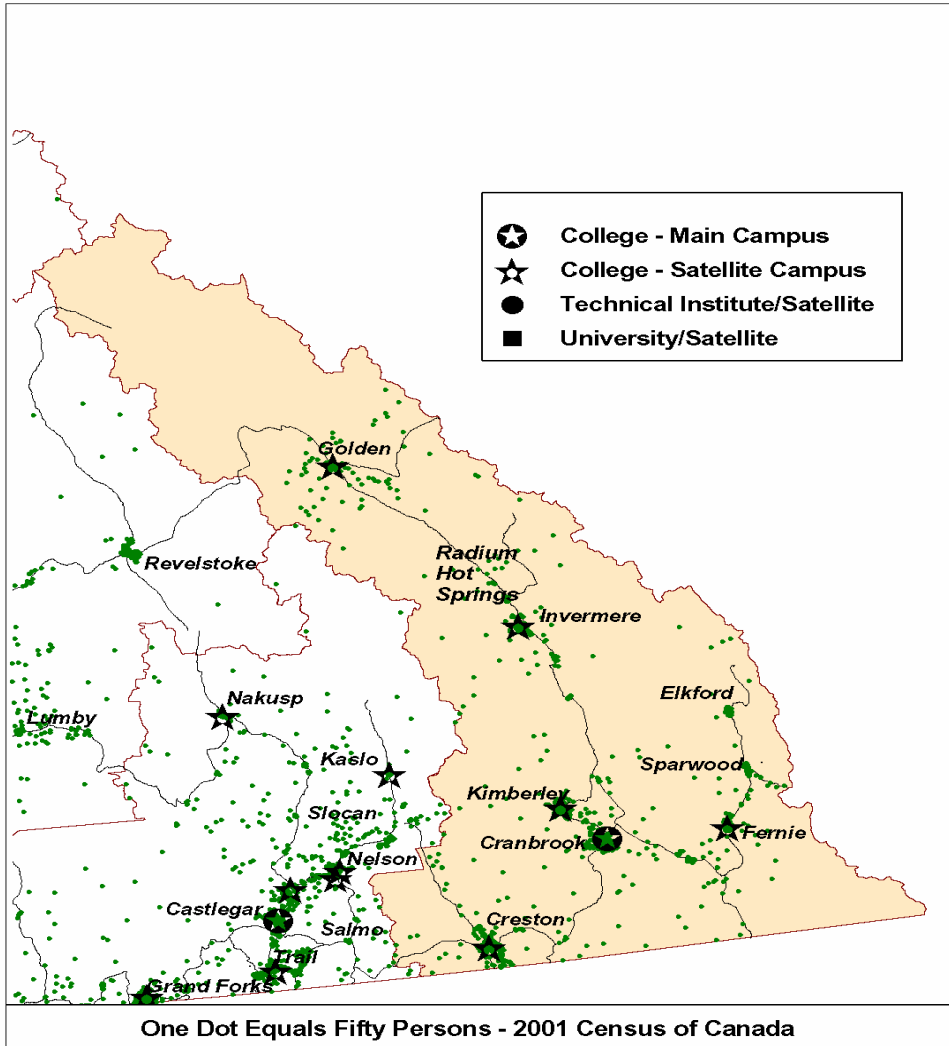 College - Main Campus
College - Satellite Campus
Technical Institute/Satellite
University/Satellite
Golden
Radium
Hot
Springs
Revelstoke
Invermere
Elkford
Nakusp
Lumby
Kaslo
Sparwood
Kimberley
Slocan
Cranbrook
Fernie
Nelson
Castlegar
Creston
Salmo
Trail
Grand Forks
One Dot Equals Fifty Persons - 2001 Census of Canada